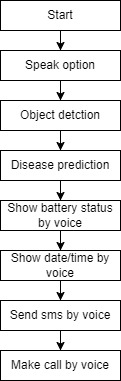 Start
Speak option
Object detction
Disease prediction
Show battery status
by voice
Show date/time by
voice
Send sms by voice
Make call by voice